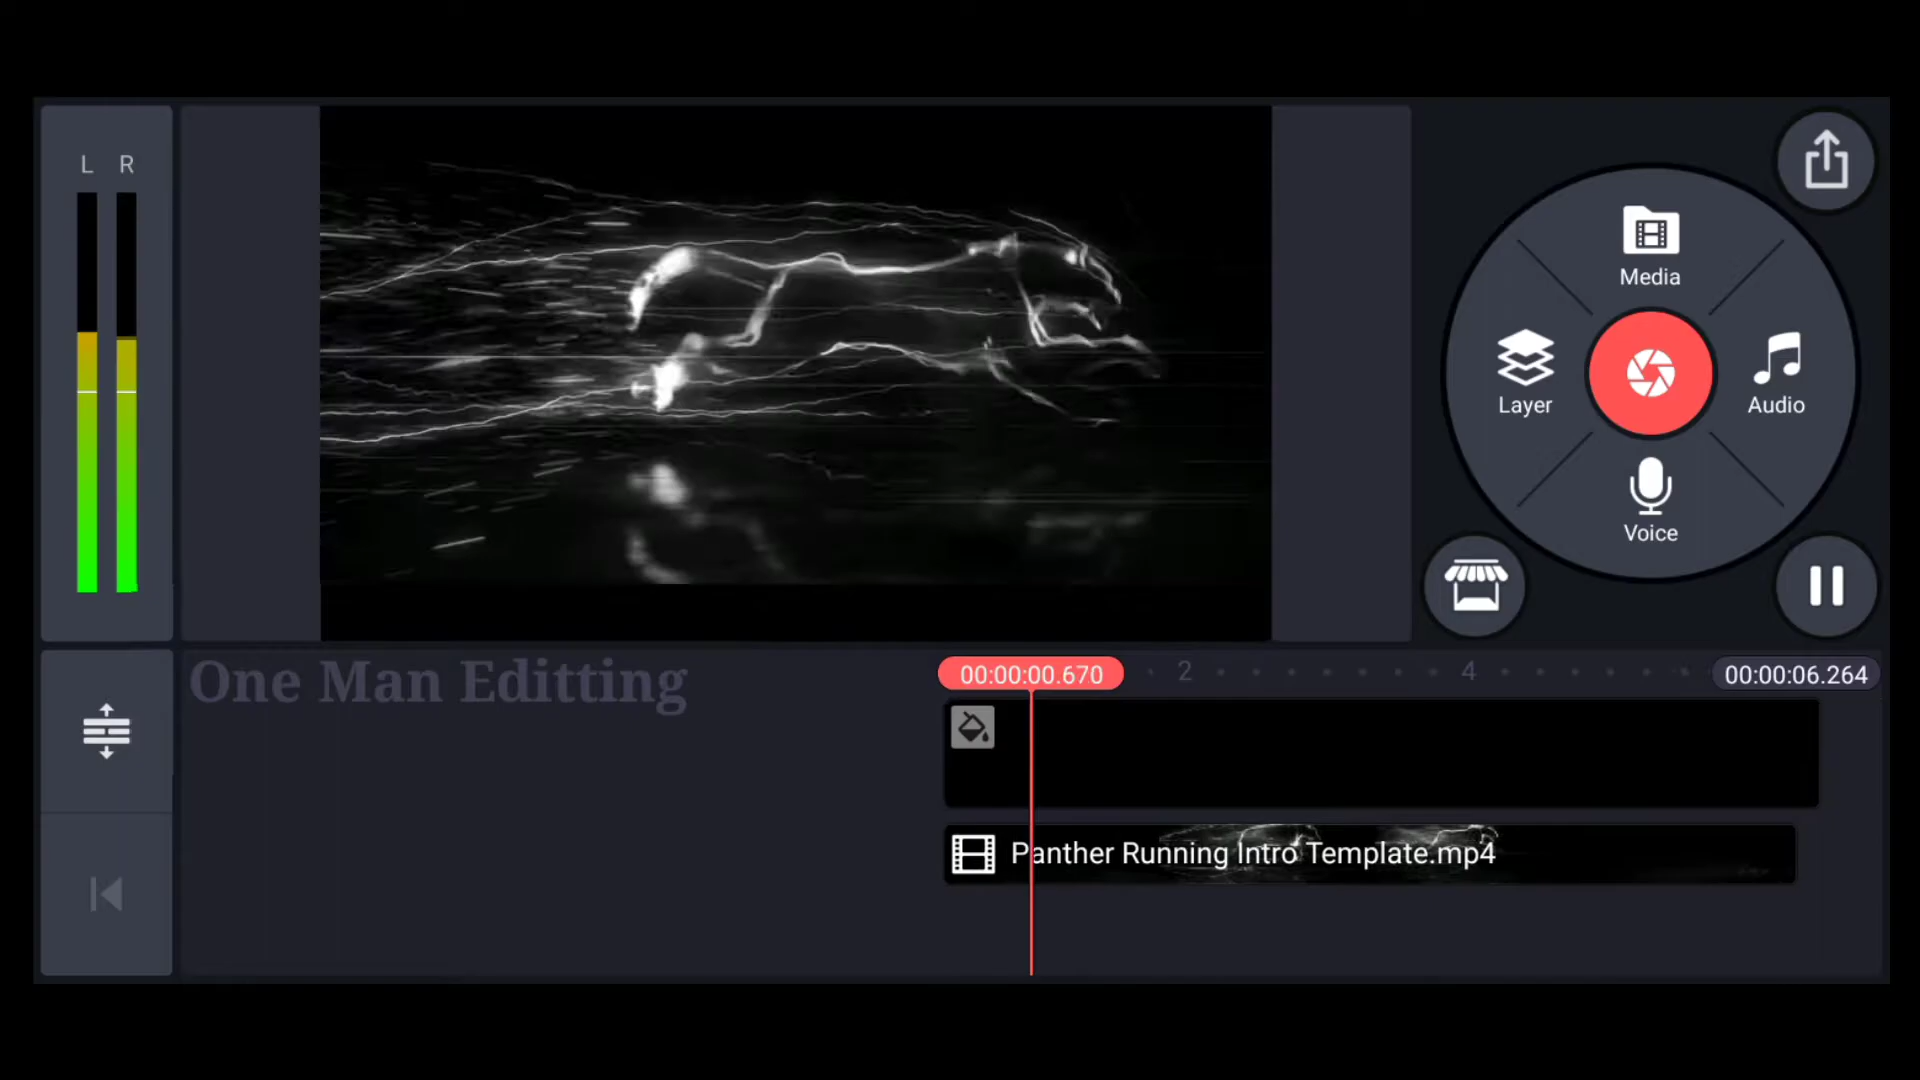 L R
Media
Layer
Audio
Voice
One Man Editting
00:00:00.670
2
4
00:00:06.264
Panther Running Intro Template.mp4